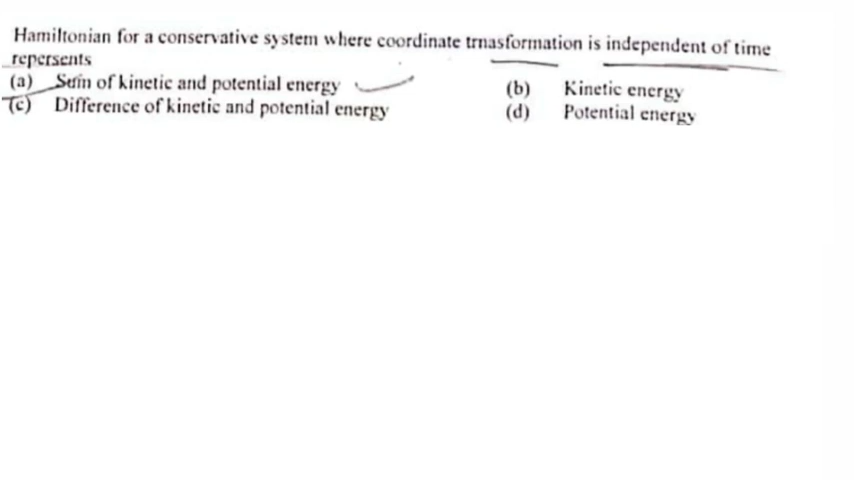 Hamiltonian for a conservative system where coordinate trnasformation is independent of time
repersents
(a) Sum of kinetic and potential energy (b) Kinetic energy
(c) Difference of kinetic and potential energy (d) Potential energy